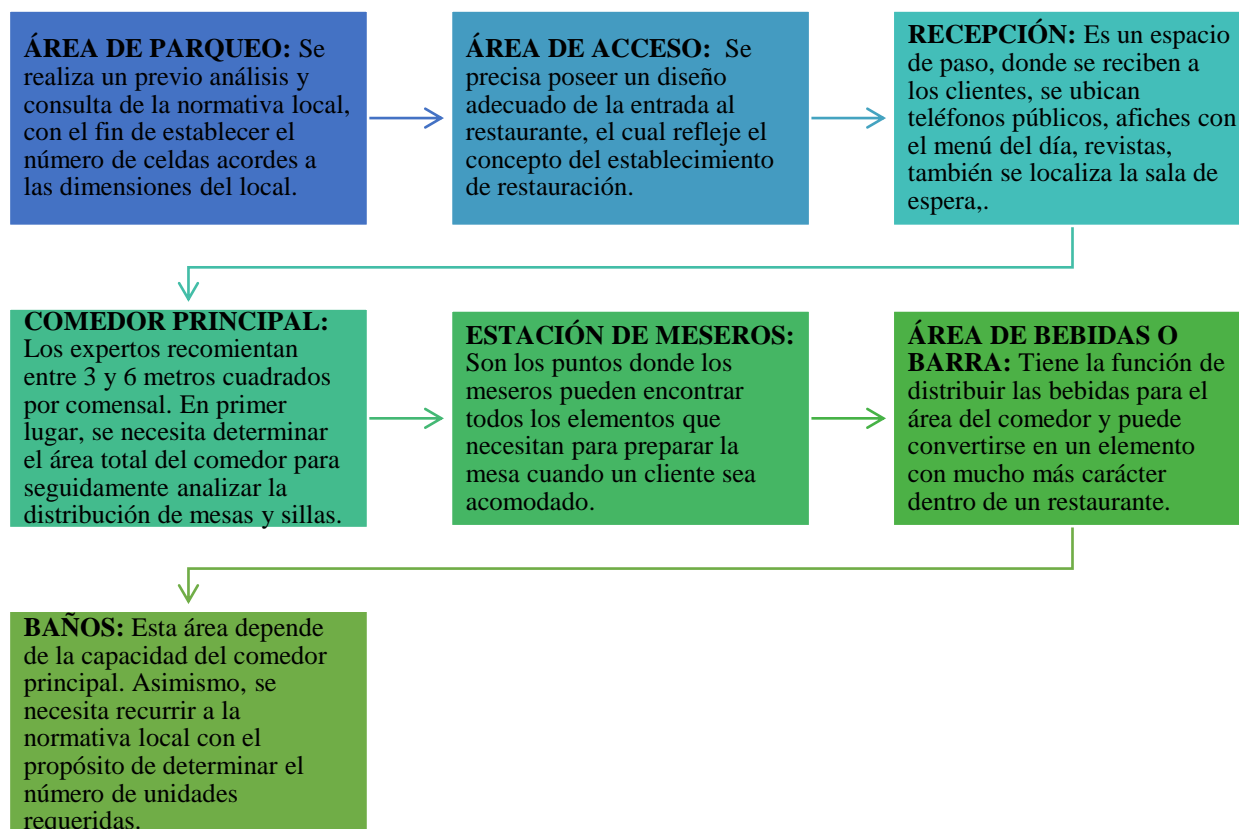 ÁREA DE PARQUEO: Se
realiza un previo análisis y
consulta de la normativa local,
con el fin de establecer el
número de celdas acordes a
las dimensiones del local.
ÁREA DE ACCESO: Se
precisa poseer un diseño
adecuado de la entrada al
restaurante, el cual refleje el
concepto del establecimiento
de restauración.
RECEPCIÓN: Es un espacio
de paso, donde se reciben a
los clientes, se ubican
teléfonos públicos, afiches con
el menú del día, revistas,
también se localiza la sala de
espera,.
COMEDOR PRINCIPAL:
Los expertos recomientan
entre 3 y 6 metros cuadrados
por comensal. En primer
lugar, se necesita determinar
el área total del comedor para
seguidamente analizar la
distribución de mesas y sillas.
ESTACIÓN DE MESEROS:
Son los puntos donde los
meseros pueden encontrar
todos los elementos que
necesitan para preparar la
mesa cuando un cliente sea
acomodado.
ÁREA DE BEBIDAS O
BARRA: Tiene la función de
distribuir las bebidas para el
área del comedor y puede
convertirse en un elemento
con mucho más carácter
dentro de un restaurante.
BAÑOS: Esta área depende
de la capacidad del comedor
principal. Asimismo, se
necesita recurrir a la
normativa local con el
propósito de determinar el
número de unidades
requeridas.